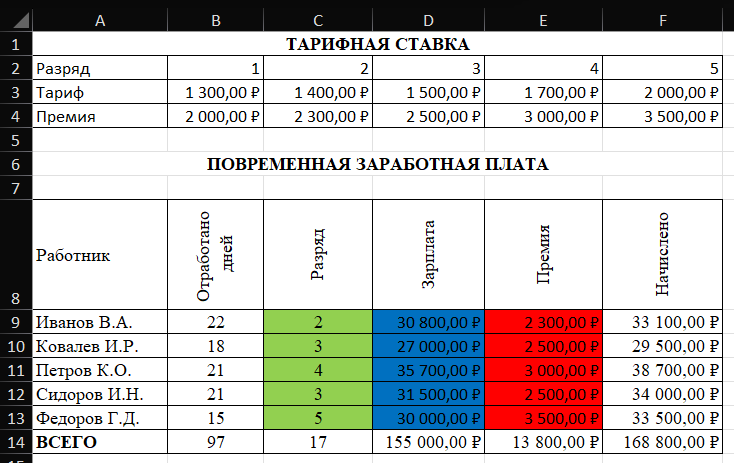 A B C D E F
1 ТАРИФНАЯ СТАВКА
2 Разряд 1 2 3 4 5
3 Тариф 1 300,00 ₽ 1 400,00 ₽ 1 500,00 ₽ 1 700,00 ₽ 2 000,00 ₽
4 Премия 2 000,00 ₽ 2 300,00 ₽ 2 500,00 ₽ 3 000,00 ₽ 3 500,00 ₽
5
6 ПОВРЕМЕННАЯ ЗАРАБОТНАЯ ПЛАТА
7
8 Работник Отработано дней Разряд Зарплата Премия Начислено
9 Иванов В.А. 22 2 30 800,00 ₽ 2 300,00 ₽ 33 100,00 ₽
10 Ковалев И.Р. 18 3 27 000,00 ₽ 2 500,00 ₽ 29 500,00 ₽
11 Петров К.О. 21 4 35 700,00 ₽ 3 000,00 ₽ 38 700,00 ₽
12 Сидоров И.Н. 21 3 31 500,00 ₽ 2 500,00 ₽ 34 000,00 ₽
13 Федоров Г.Д. 15 5 30 000,00 ₽ 3 500,00 ₽ 33 500,00 ₽
14 ВСЕГО 97 17 155 000,00 ₽ 13 800,00 ₽ 168 800,00 ₽